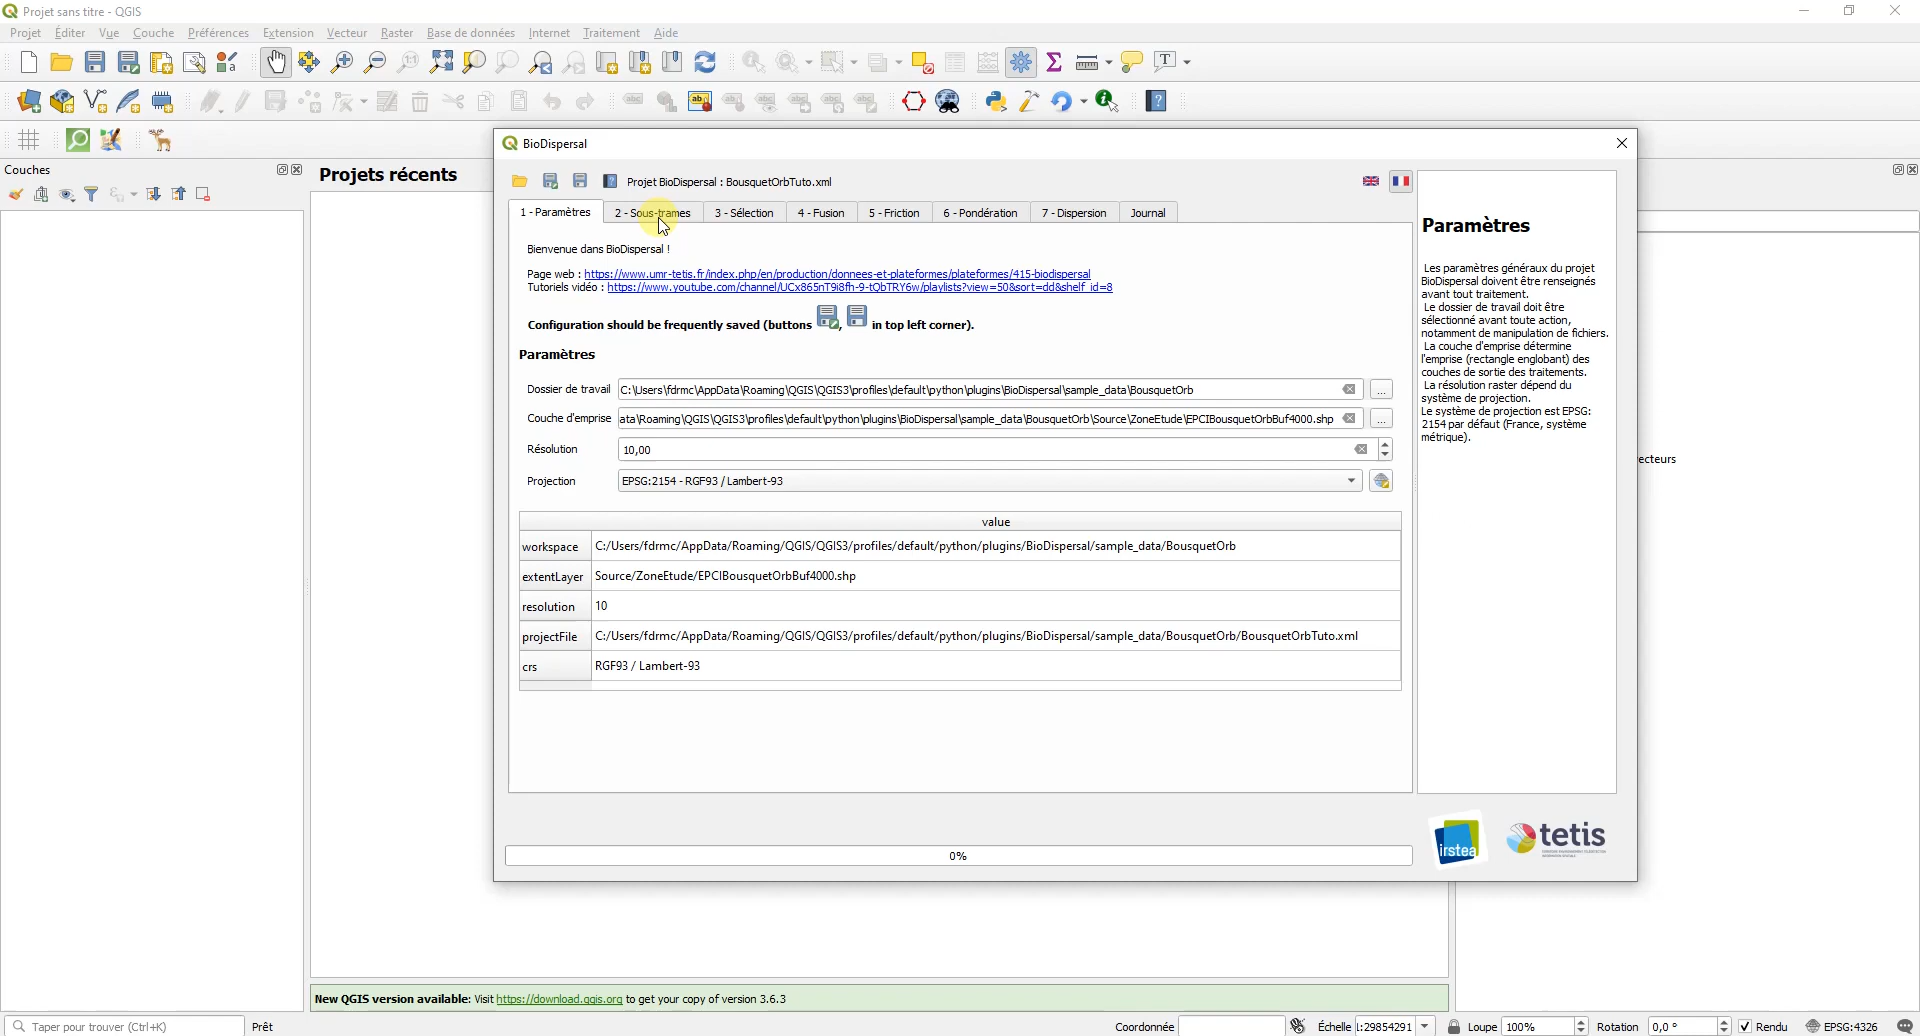 Projet sans titre - QGIS
Projet Éditer Vue Couche Préférences Extension Vecteur Raster Base de données Internet Traitement Aide
Couches
Projets récents
BioDispersal
Projet BioDispersal : BousquetOrbTuto.xml
1 - Paramètres 2 - Sous-trames 3 - Sélection 4 - Fusion 5 - Friction 6 - Pondération 7 - Dispersion Journal
Bienvenue dans BioDispersal !
Page web : https://www.umr-tetis.fr/index.php/en/production/donnees-et-plateformes/plateformes/415-biodispersal
Tutoriels vidéo : https://www.youtube.com/channel/UCx865nT9i8fh-9-tQbTRY6w/playlists?view=50&sort=dd&shelf_id=8
Configuration should be frequently saved (buttons , in top left corner).
Paramètres
Dossier de travail C:\Users\fdrmc\AppData\Roaming\QGIS\QGIS3\profiles\default\python\plugins\BioDispersal\sample_data\BousquetOrb ...
Couche d'emprise ata\Roaming\QGIS\QGIS3\profiles\default\python\plugins\BioDispersal\sample_data\BousquetOrb\Source\ZoneEtude\EPCIBousquetOrbBuf4000.shp ...
Résolution 10,00
Projection EPSG:2154 - RGF93 / Lambert-93
value
workspace C:/Users/fdrmc/AppData/Roaming/QGIS/QGIS3/profiles/default/python/plugins/BioDispersal/sample_data/BousquetOrb
extentLayer Source/ZoneEtude/EPCIBousquetOrbBuf4000.shp
resolution 10
projectFile C:/Users/fdrmc/AppData/Roaming/QGIS/QGIS3/profiles/default/python/plugins/BioDispersal/sample_data/BousquetOrb/BousquetOrbTuto.xml
crs RGF93 / Lambert-93
0%
Paramètres
Les paramètres généraux du projet
BioDispersal doivent être renseignés
avant tout traitement.
Le dossier de travail doit être
sélectionné avant toute action,
notamment de manipulation de fichiers.
La couche d'emprise détermine
l'emprise (rectangle englobant) des
couches de sortie des traitements.
La résolution raster dépend du
système de projection.
Le système de projection est EPSG:
2154 par défaut (France, système
métrique).
irstea
tetis
ecteurs
New QGIS version available: Visit https://download.qgis.org to get your copy of version 3.6.3
Taper pour trouver (Ctrl+K) Prêt Coordonnée Échelle 1:29854291 Loupe 100% Rotation 0,0 ° Rendu EPSG:4326